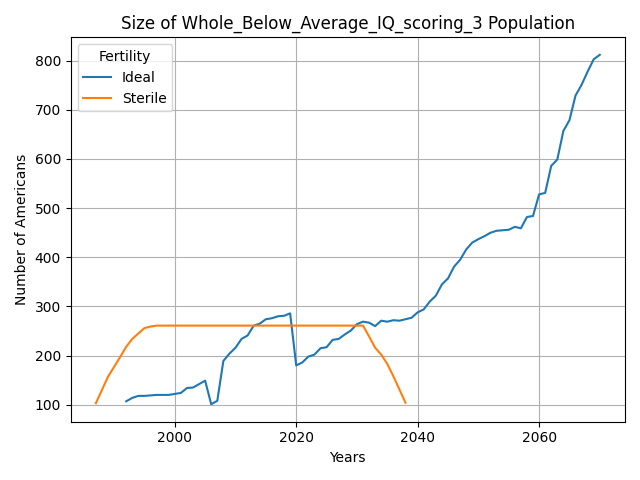 Size of Whole_Below_Average_IQ_scoring_3 Population
Fertility
Ideal
Sterile
Number of Americans
800
700
600
500
400
300
200
100
2000
2020
2040
2060
Years